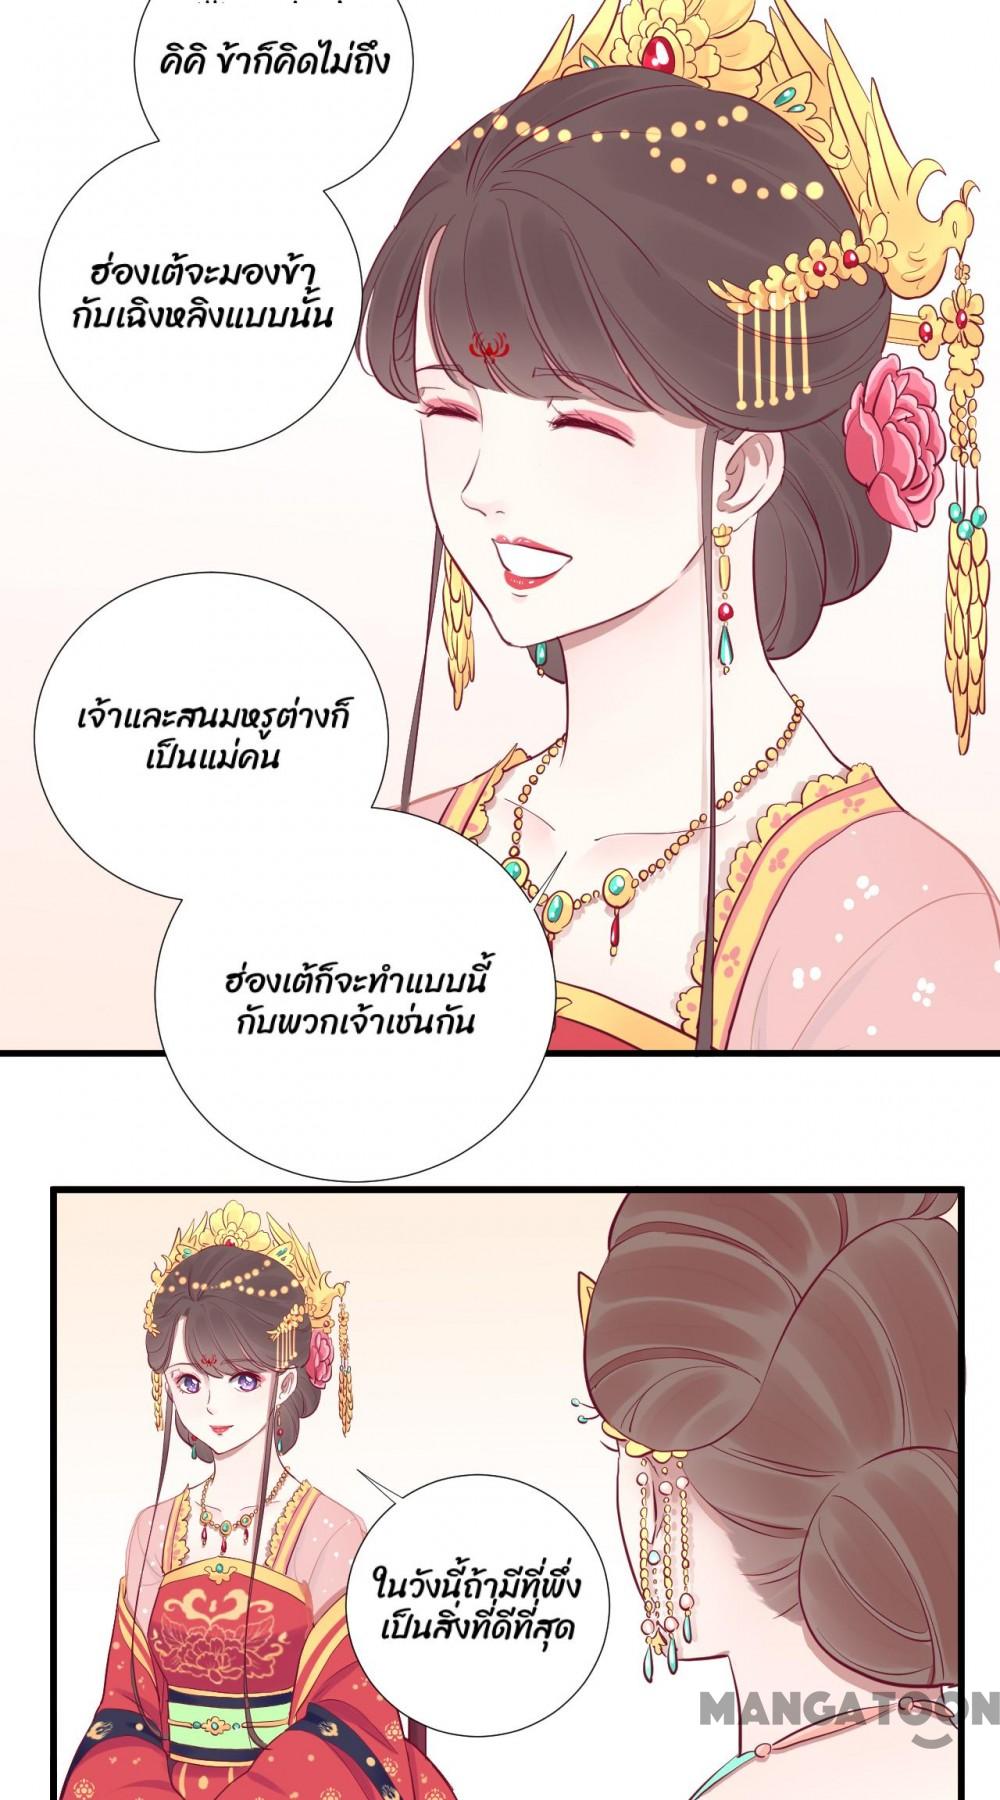 คิคิ ข้าก็คิดไม่ถึง
ฮ่องเต้จะมองข้า
กับเฉิงหลิงแบบนั้น
เจ้าและสนมหรูต่างก็
เป็นแม่คน
ฮ่องเต้ก็จะทำแบบนี้
กับพวกเจ้าเช่นกัน
ในวังนี้ถ้ามีที่พึ่ง
เป็นสิ่งที่ดีที่สุด
MANGATOON